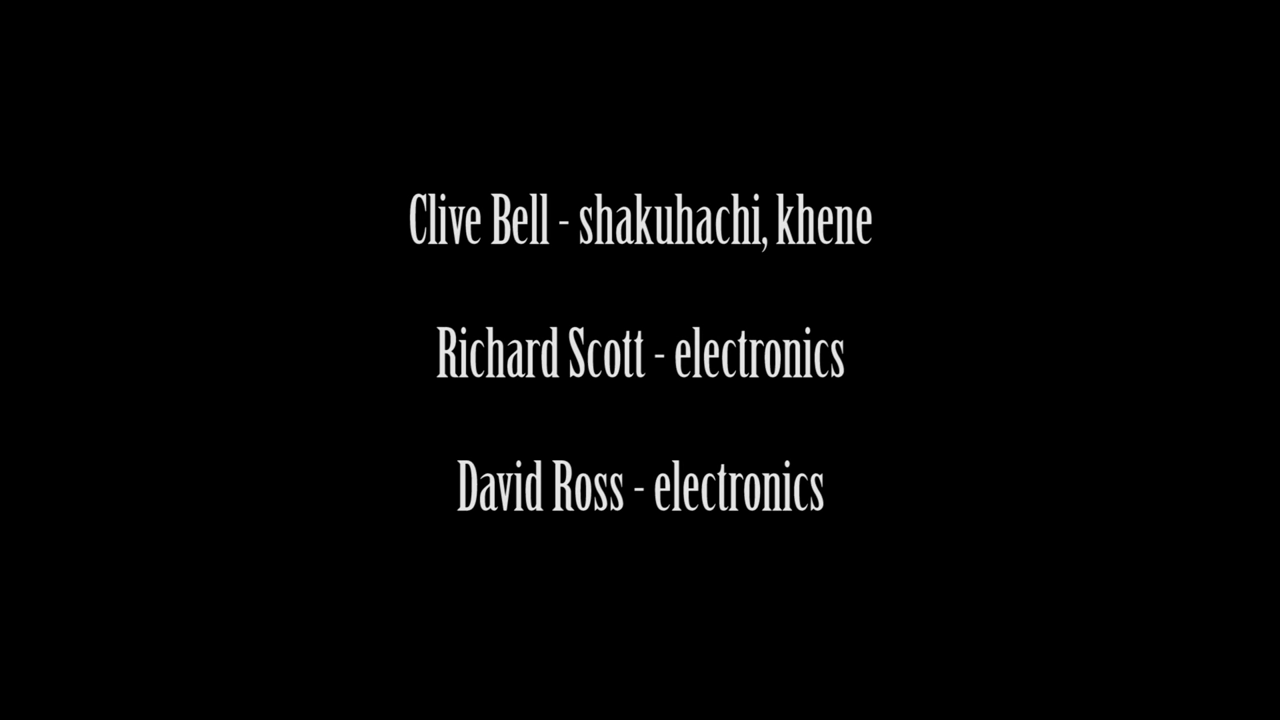 Clive Bell - shakuhachi, khene
Richard Scott - electronics
David Ross - electronics